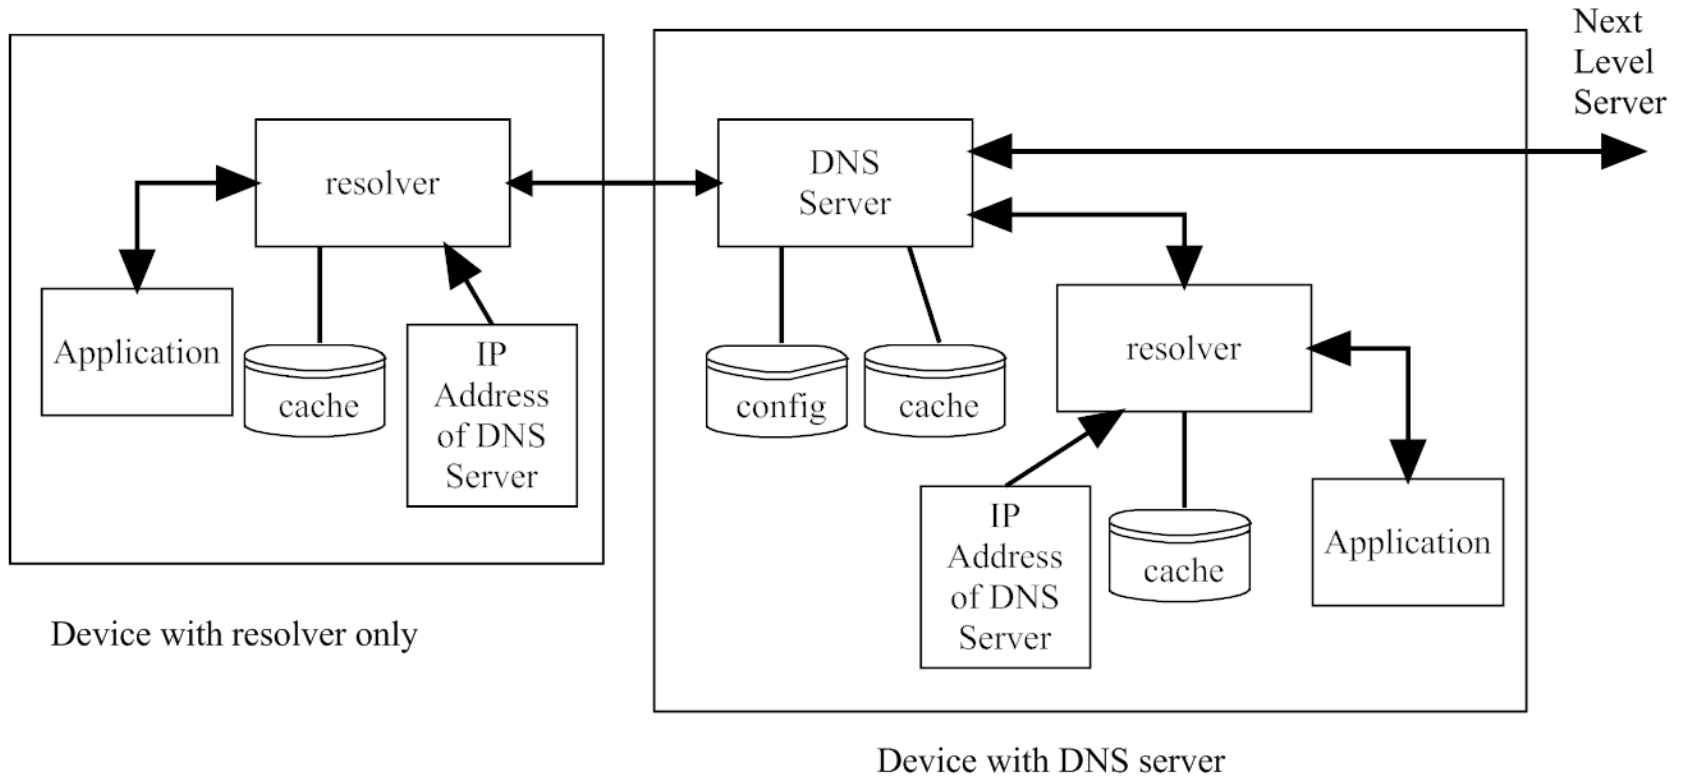 Next
Level
Server
resolver
Application
cache
IP
Address
of DNS
Server
Device with resolver only
DNS
Server
config
cache
resolver
IP
Address
of DNS
Server
cache
Application
Device with DNS server